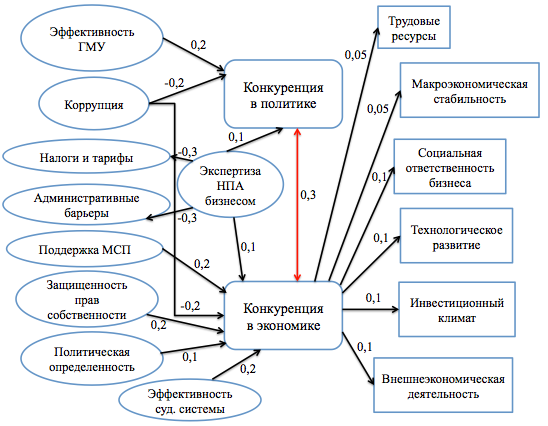 Эффективность
ГМУ
0,2
Трудовые
ресурсы
0,05
-0,2
Конкуренция
в политике
Макроэкономическая
стабильность
0,05
Коррупция
0,1
Налоги и тарифы
-0,3
Экспертиза
НПА
бизнесом
Социальная
ответственность
бизнеса
0,1
0,3
Административные
барьеры
-0,3
Технологическое
развитие
0,1
Поддержка МСП
0,2
0,1
Защищенность
прав
собственности
-0,2
0,2
Конкуренция
в экономике
0,1
Инвестиционный
климат
Политическая
определенность
0,1
0,1
0,2
Эффективность
суд. системы
Внешнеэкономическая
деятельность